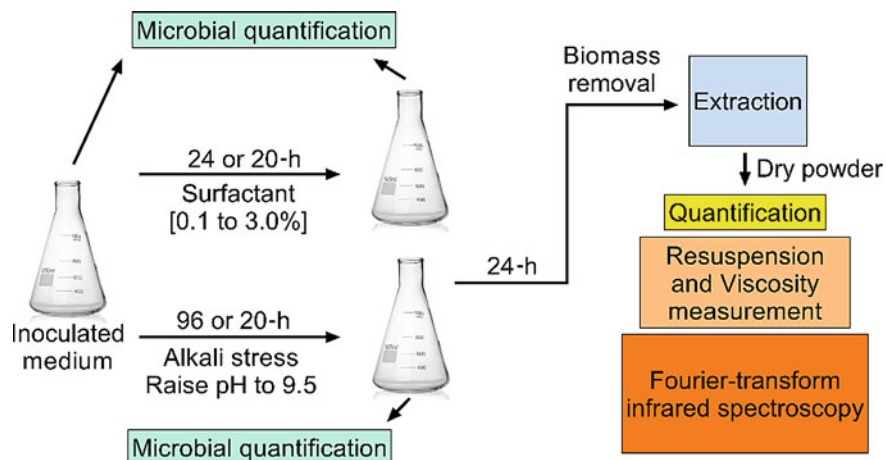 Microbial quantification
24 or 20-h
Surfactant
[0.1 to 3.0%]
Inoculated
medium
96 or 20-h
Alkali stress
Raise pH to 9.5
Microbial quantification
24-h
Biomass
removal
Extraction
Dry powder
Quantification
Resuspension
and Viscosity
measurement
Fourier-transform
infrared spectroscopy